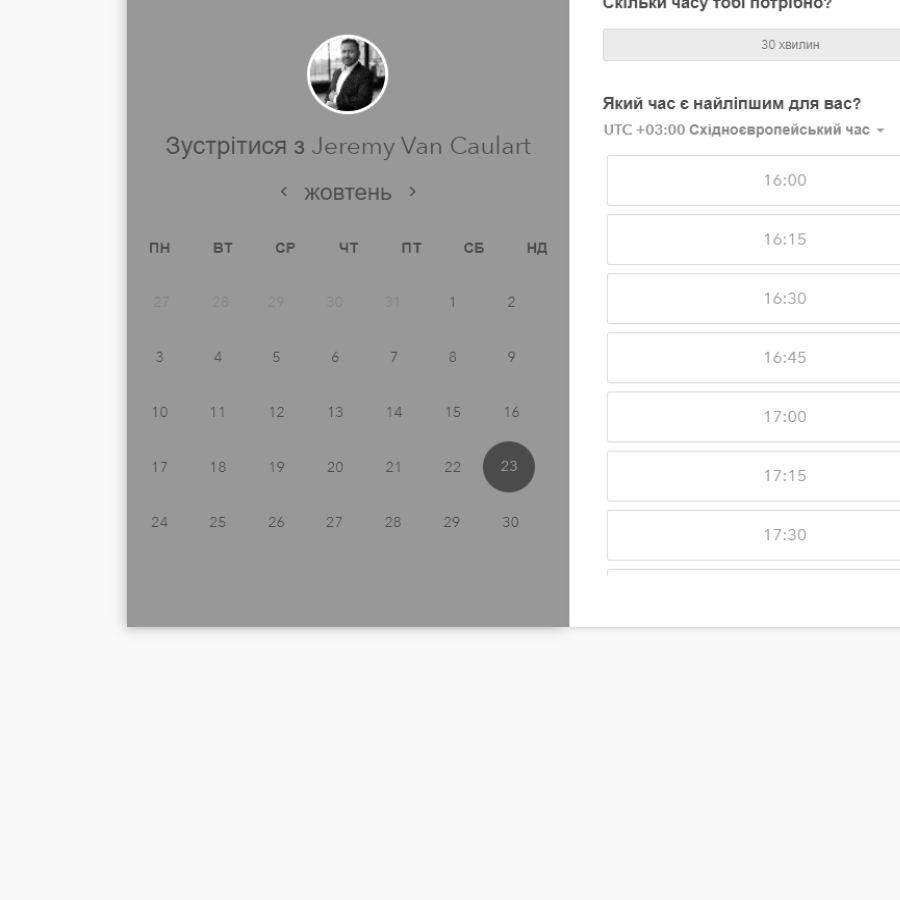 Зустрітися з Jeremy Van Caulart
‹ жовтень ›
ПН ВТ СР ЧТ ПТ СБ НД
27 28 29 30 31 1 2
3 4 5 6 7 8 9
10 11 12 13 14 15 16
17 18 19 20 21 22 23
24 25 26 27 28 29 30
Скільки часу тобі потрібно?
30 хвилин
Який час є найліпшим для вас?
UTC +03:00 Східноєвропейський час
16:00
16:15
16:30
16:45
17:00
17:15
17:30